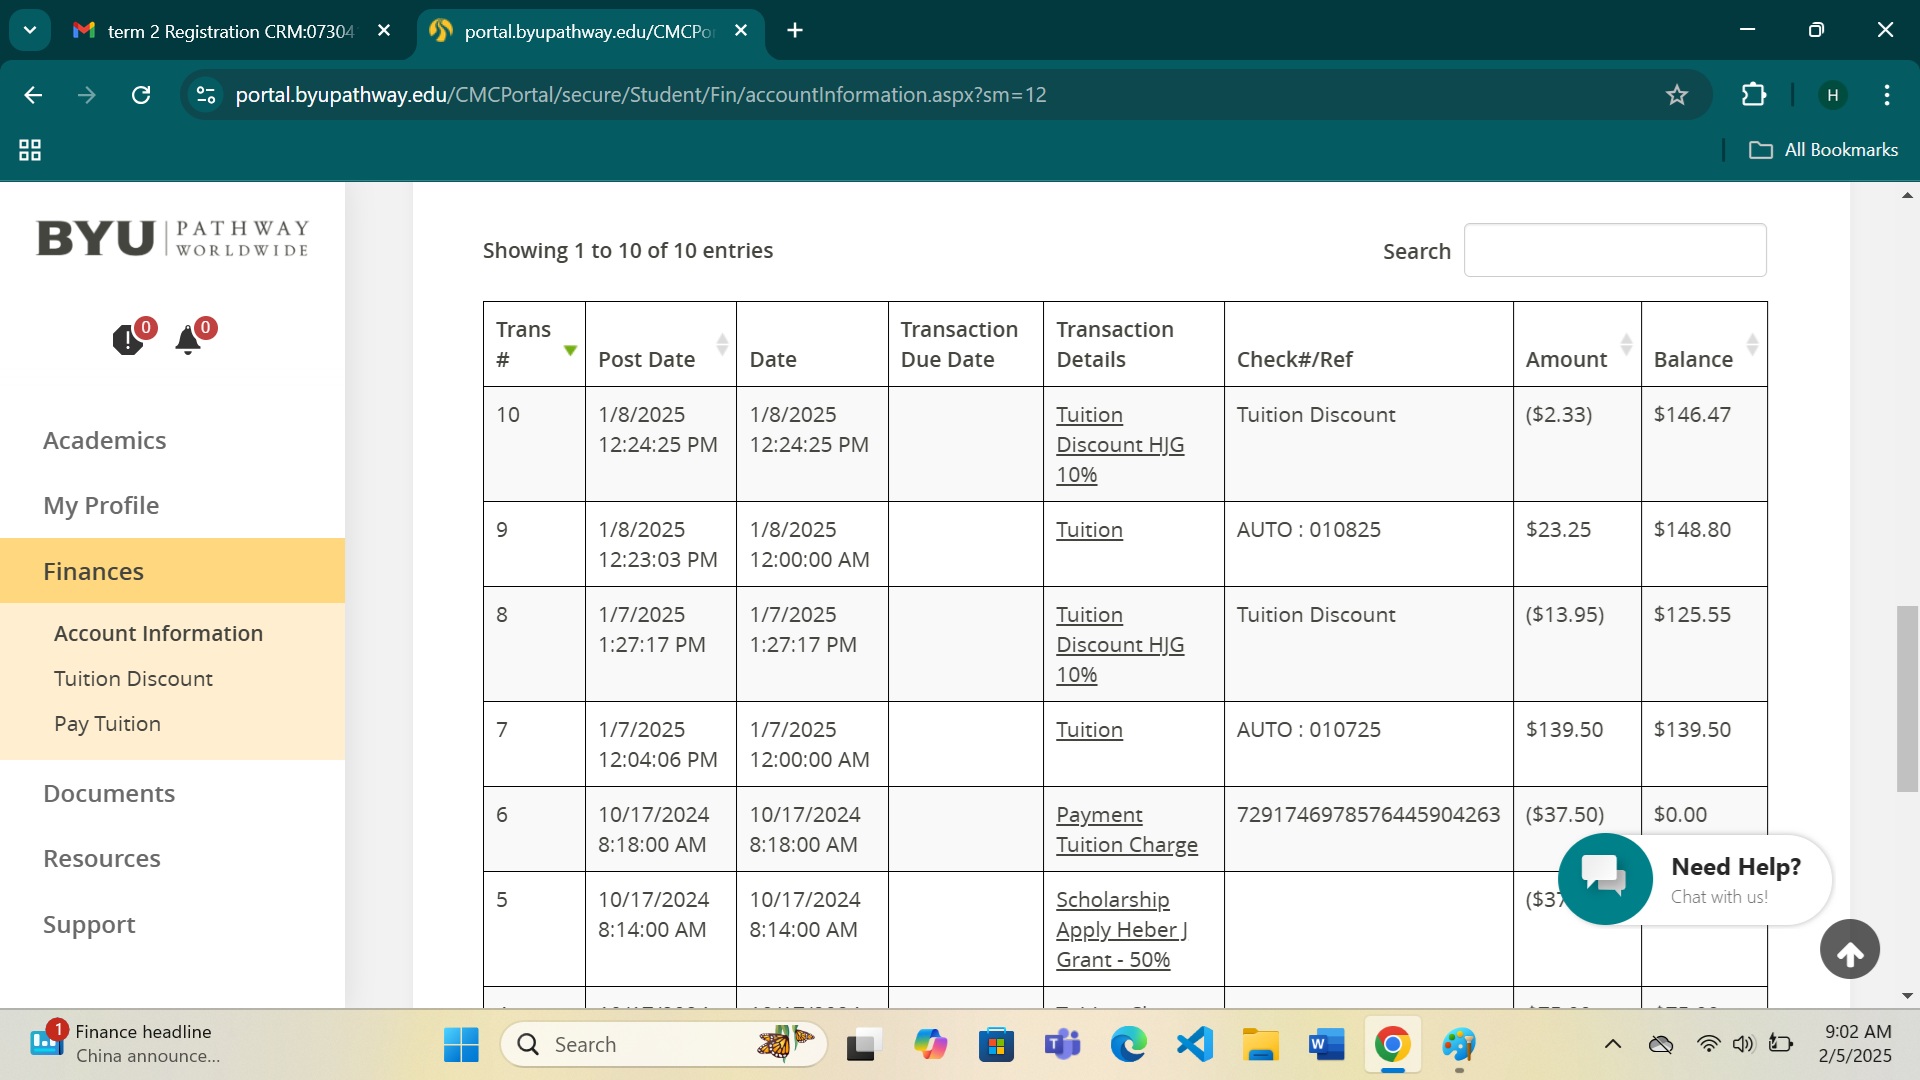 term 2 Registration CRM:07304
portal.byupathway.edu/CMCPo
portal.byupathway.edu/CMCPortal/secure/Student/Fin/accountInformation.aspx?sm=12
H
All Bookmarks
BYU PATHWAY
WORLDWIDE
0
0
Academics
My Profile
Finances
Account Information
Tuition Discount
Pay Tuition
Documents
Resources
Support
Showing 1 to 10 of 10 entries
Search
Trans
#
Post Date
Date
Transaction
Due Date
Transaction
Details
Check#/Ref
Amount
Balance
10
1/8/2025
12:24:25 PM
1/8/2025
12:24:25 PM
Tuition
Discount HJG
10%
Tuition Discount
($2.33)
$146.47
9
1/8/2025
12:23:03 PM
1/8/2025
12:00:00 AM
Tuition
AUTO : 010825
$23.25
$148.80
8
1/7/2025
1:27:17 PM
1/7/2025
1:27:17 PM
Tuition
Discount HJG
10%
Tuition Discount
($13.95)
$125.55
7
1/7/2025
12:04:06 PM
1/7/2025
12:00:00 AM
Tuition
AUTO : 010725
$139.50
$139.50
6
10/17/2024
8:18:00 AM
10/17/2024
8:18:00 AM
Payment
Tuition Charge
7291746978576445904263
($37.50)
$0.00
5
10/17/2024
8:14:00 AM
10/17/2024
8:14:00 AM
Scholarship
Apply Heber J
Grant - 50%
($37
Need Help?
Chat with us!
1
Finance headline
China announce...
Search
9:02 AM
2/5/2025